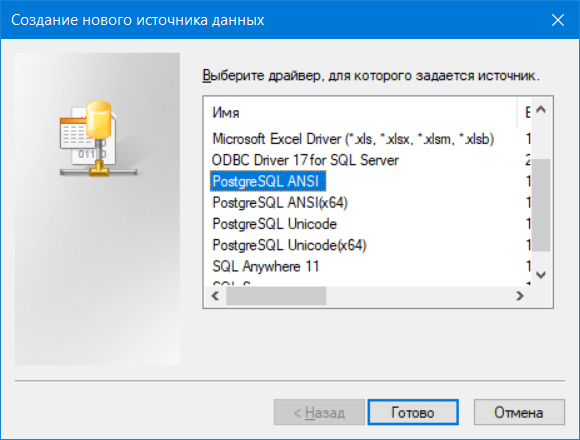 Создание нового источника данных
Выберите драйвер, для которого задается источник.
Имя
Microsoft Excel Driver (*.xls, *.xlsx, *.xlsm, *.xlsb) 1
ODBC Driver 17 for SQL Server 2
PostgreSQL ANSI 1
PostgreSQL ANSI(x64) 1
PostgreSQL Unicode 1
PostgreSQL Unicode(x64) 1
SQL Anywhere 11 1
< Назад Готово Отмена